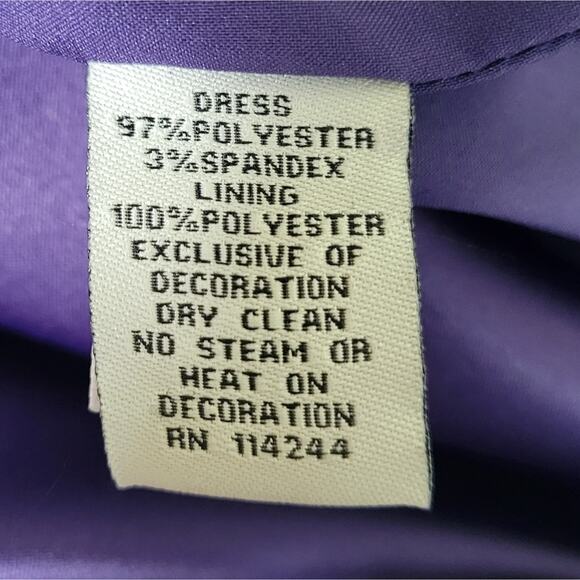 DRESS
97%POLYESTER
3%SPANDEX
LINING
100%POLYESTER
EXCLUSIVE OF
DECORATION
DRY CLEAN
NO STEAM OR
HEAT ON
DECORATION
RN 114244